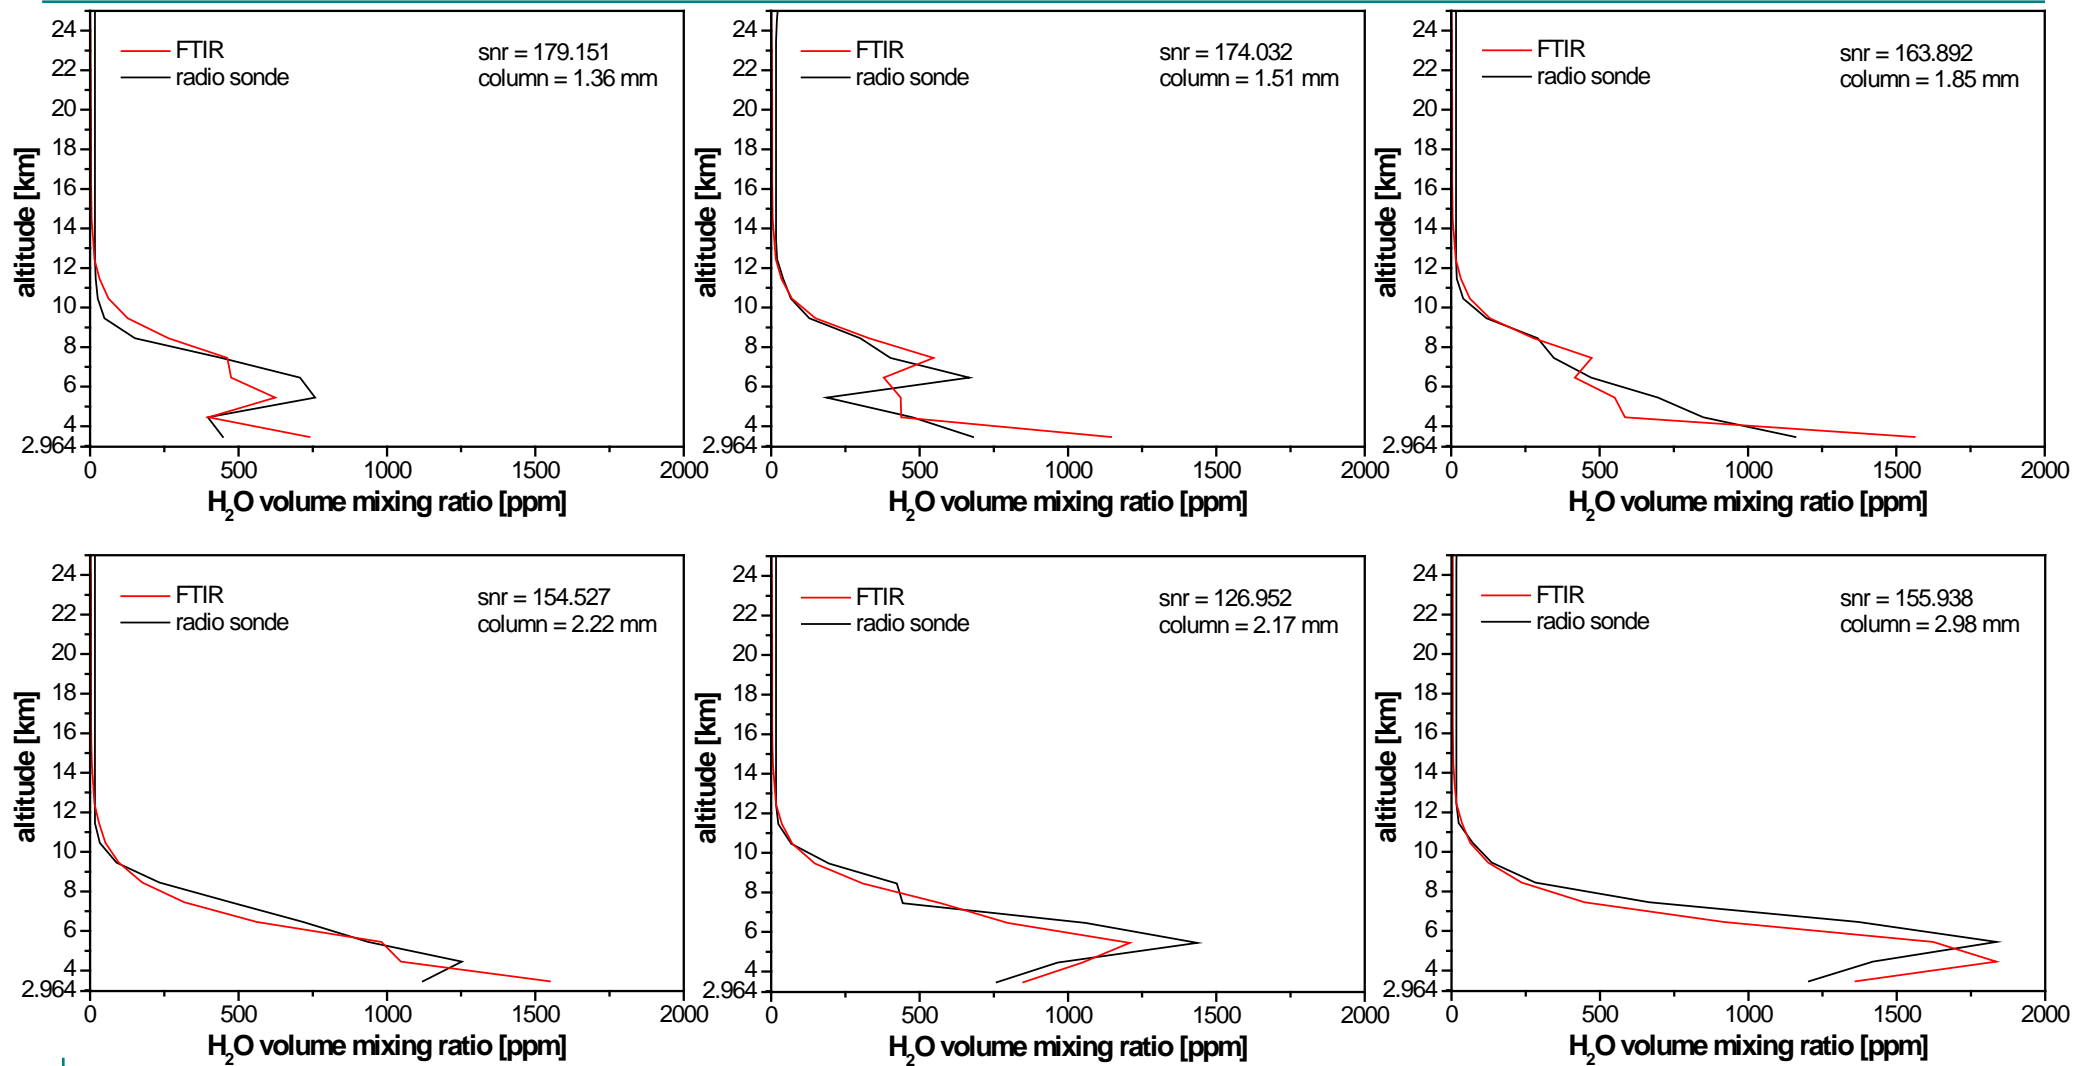 FTIR
radio sonde
snr = 179.151
column = 1.36 mm
24
22
20
18
16
14
12
10
8
6
4
2.964
altitude [km]
0 500 1000 1500 2000
H2O volume mixing ratio [ppm]
FTIR
radio sonde
snr = 174.032
column = 1.51 mm
24
22
20
18
16
14
12
10
8
6
4
2.964
altitude [km]
0 500 1000 1500 2000
H2O volume mixing ratio [ppm]
FTIR
radio sonde
snr = 163.892
column = 1.85 mm
24
22
20
18
16
14
12
10
8
6
4
2.964
altitude [km]
0 500 1000 1500 2000
H2O volume mixing ratio [ppm]
FTIR
radio sonde
snr = 154.527
column = 2.22 mm
24
22
20
18
16
14
12
10
8
6
4
2.964
altitude [km]
0 500 1000 1500 2000
H2O volume mixing ratio [ppm]
FTIR
radio sonde
snr = 126.952
column = 2.17 mm
24
22
20
18
16
14
12
10
8
6
4
2.964
altitude [km]
0 500 1000 1500 2000
H2O volume mixing ratio [ppm]
FTIR
radio sonde
snr = 155.938
column = 2.98 mm
24
22
20
18
16
14
12
10
8
6
4
2.964
altitude [km]
0 500 1000 1500 2000
H2O volume mixing ratio [ppm]